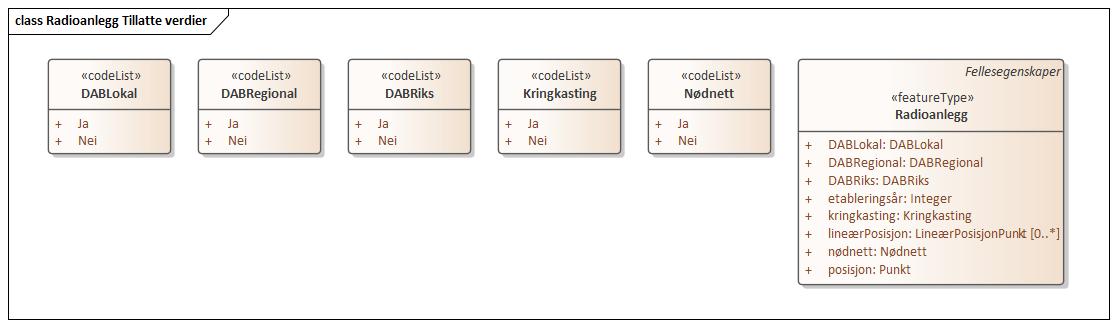 class Radioanlegg Tillatte verdier
«codeList»
DABLokal
+ Ja
+ Nei
«codeList»
DABRegional
+ Ja
+ Nei
«codeList»
DABRiks
+ Ja
+ Nei
«codeList»
Kringkasting
+ Ja
+ Nei
«codeList»
Nødnett
+ Ja
+ Nei
Fellesegenskaper
«featureType»
Radioanlegg
+ DABLokal: DABLokal
+ DABRegional: DABRegional
+ DABRiks: DABRiks
+ etableringsår: Integer
+ kringkasting: Kringkasting
+ lineærPosisjon: LineærPosisjonPunkt [0..*]
+ nødnett: Nødnett
+ posisjon: Punkt